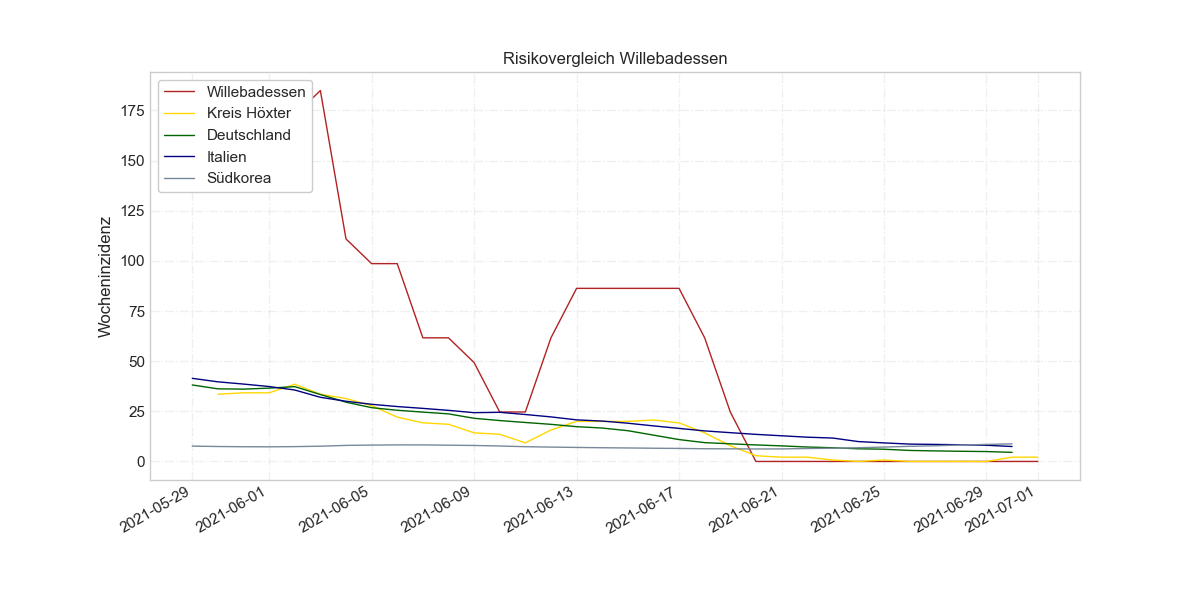 Risikovergleich Willebadessen
Willebadessen
Kreis Höxter
Deutschland
Italien
Südkorea
Wocheninzidenz
175
150
125
100
75
50
25
0
2021-05-29
2021-06-01
2021-06-05
2021-06-09
2021-06-13
2021-06-17
2021-06-21
2021-06-25
2021-06-29
2021-07-01